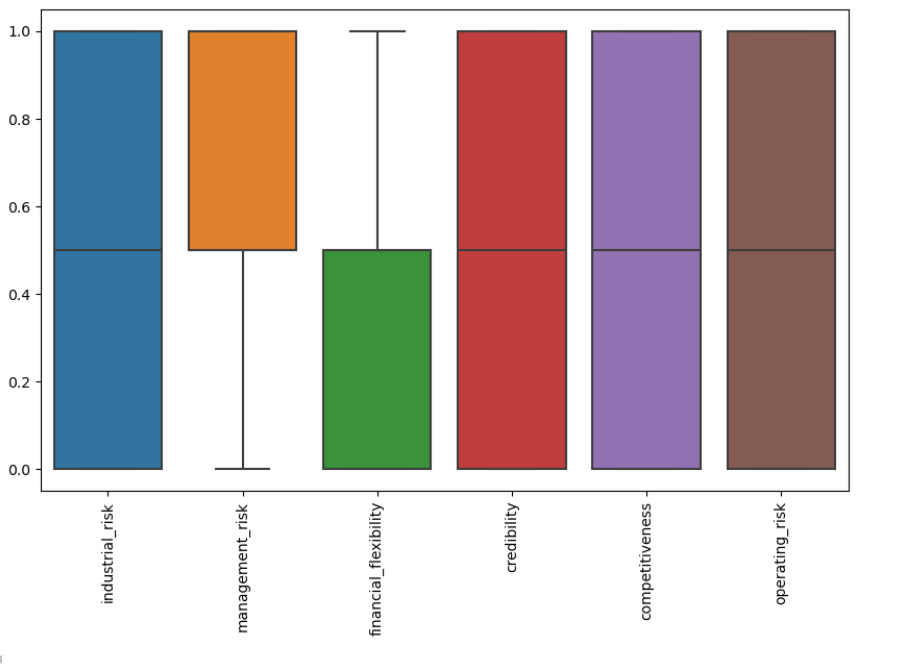 1.0
0.8
0.6
0.4
0.2
0.0
industrial_risk
management_risk
financial_flexibility
credibility
competitiveness
operating_risk